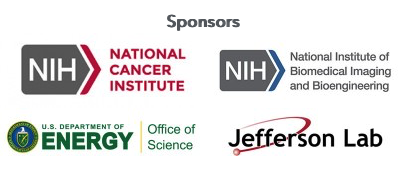 Sponsors
NIH NATIONAL
CANCER
INSTITUTE
NIH National Institute of
Biomedical Imaging
and Bioengineering
U.S. DEPARTMENT OF
ENERGY
Office of
Science
Jefferson Lab